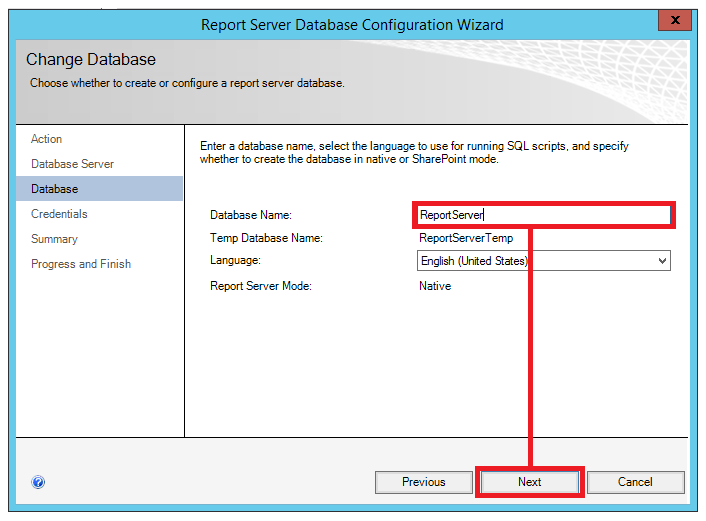 Report Server Database Configuration Wizard
x
Change Database
Choose whether to create or configure a report server database.
Action
Database Server
Database
Credentials
Summary
Progress and Finish
Enter a database name, select the language to use for running SQL scripts, and specify
whether to create the database in native or SharePoint mode.
Database Name: ReportServer
Temp Database Name: ReportServerTemp
Language: English (United States)
Report Server Mode: Native
?
Previous Next Cancel